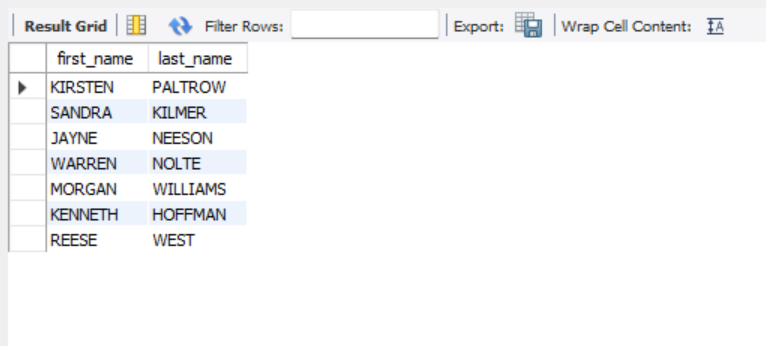 Result Grid Filter Rows: Export: Wrap Cell Content: IA
first_name last_name
KIRSTEN PALTROW
SANDRA KILMER
JAYNE NEESON
WARREN NOLTE
MORGAN WILLIAMS
KENNETH HOFFMAN
REESE WEST